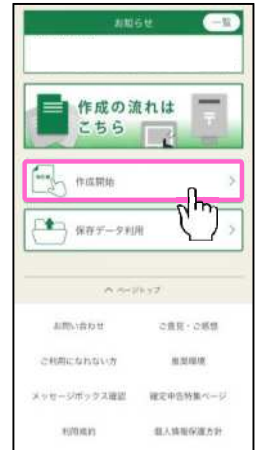 お知らせ 一覧
作成の流れは
こちら
作成開始
保存データ利用
ページトップ
お問い合わせ ご意見・ご感想
ご利用になれない方 推奨環境
メッセージボックス確認 確定申告特集ページ
利用規約 個人情報保護方針